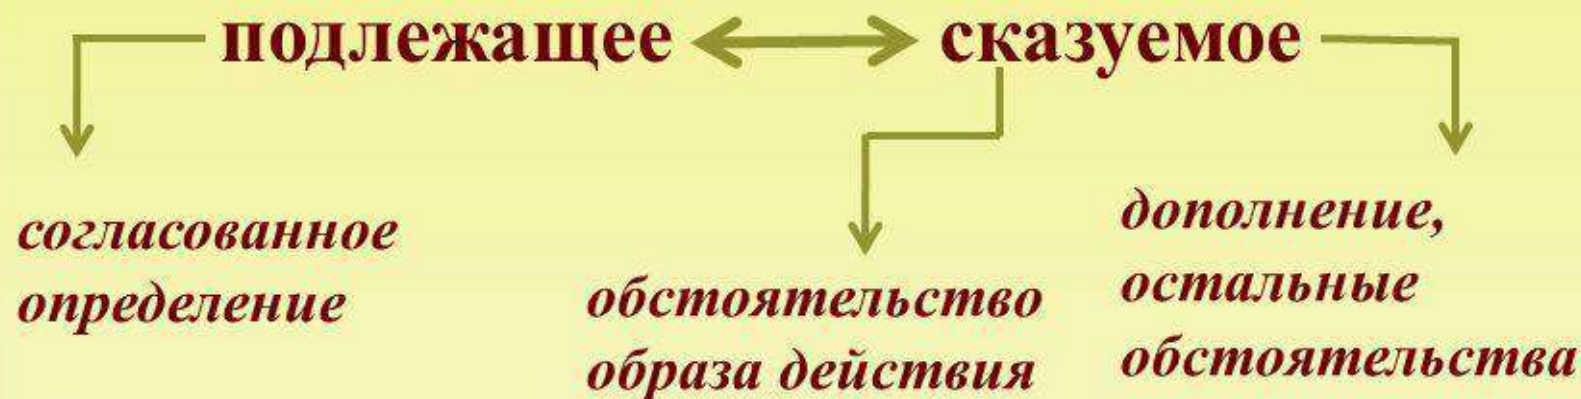 подлежащее сказуемое
согласованное
определение
обстоятельство
образа действия
дополнение,
остальные
обстоятельства